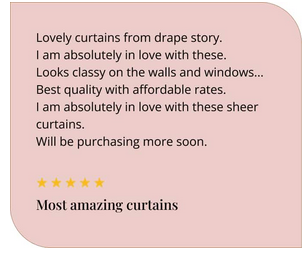 Lovely curtains from drape story.
I am absolutely in love with these.
Looks classy on the walls and windows...
Best quality with affordable rates.
I am absolutely in love with these sheer
curtains.
Will be purchasing more soon.
Most amazing curtains